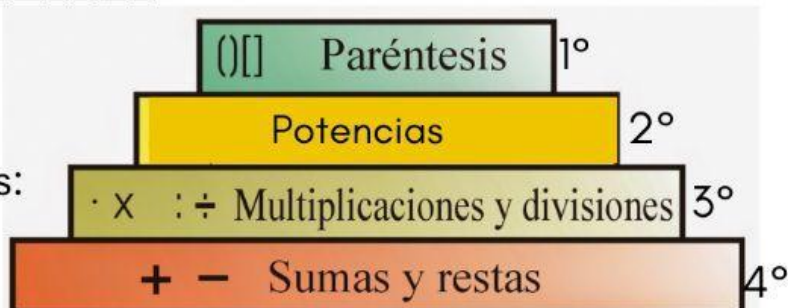 ()[] Paréntesis 1°
Potencias 2°
s:
· x : ÷ Multiplicaciones y divisiones 3°
+ − Sumas y restas 4°